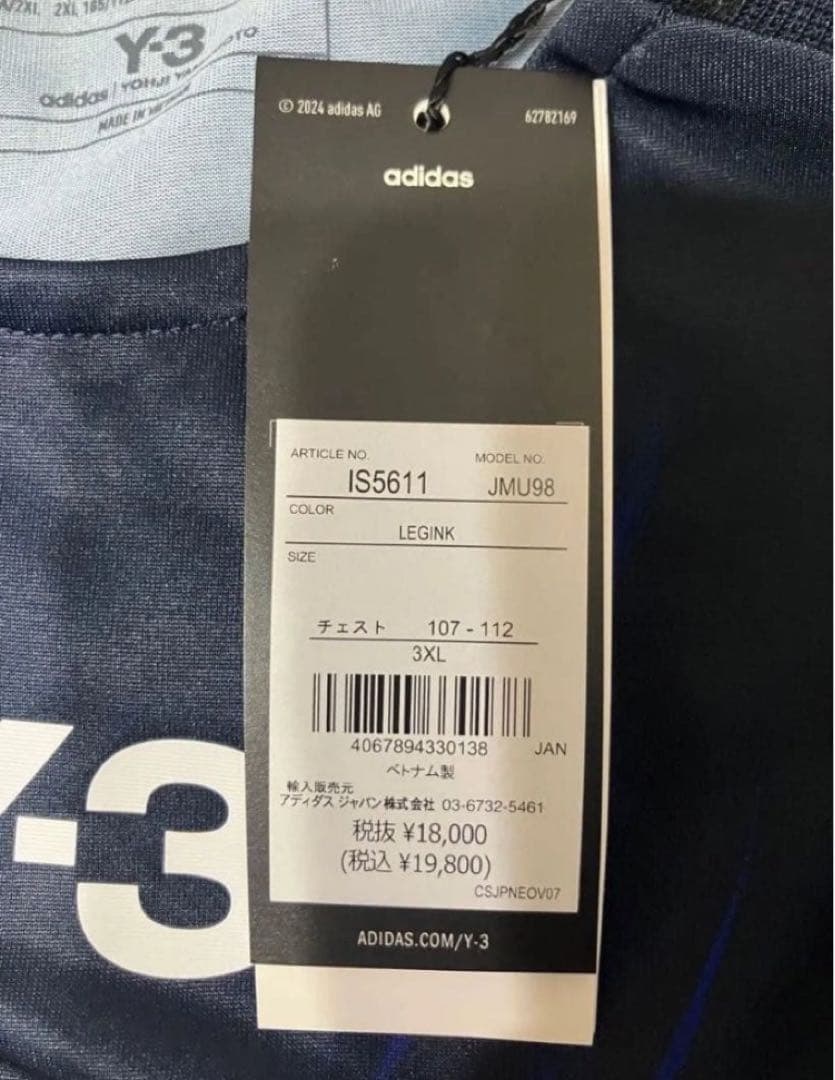 2XL
Y-3
adidas | YOHJI
MADE IN
© 2024 adidas AG 62782169
adidas
ARTICLE NO. MODEL NO.
IS5611 JMU98
COLOR
LEGINK
SIZE
チェスト 107 - 112
3XL
4067894330138 JAN
ベトナム製
輸入販売元
アディダス ジャパン株式会社 03-6732-5461
税抜 ¥18,000
(税込 ¥19,800)
CSJPNEOV07
ADIDAS.COM/Y-3
Y-3